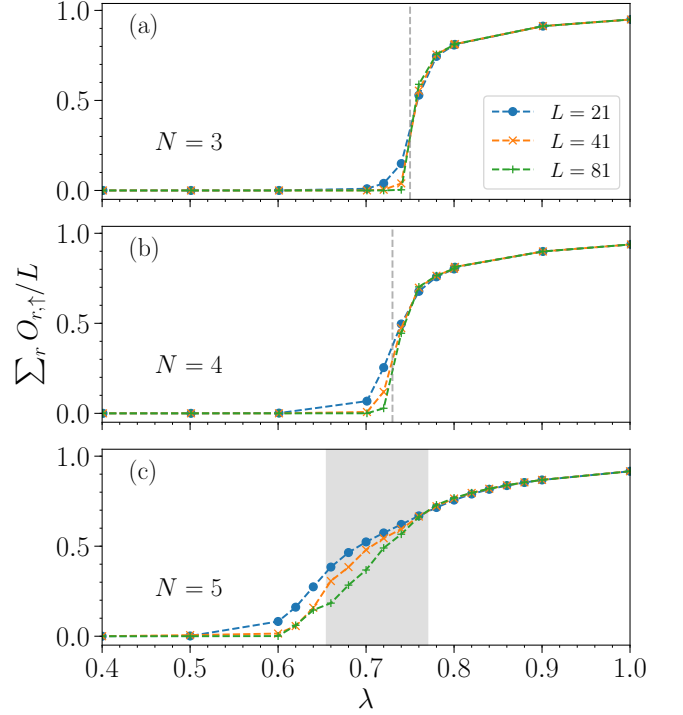 (a)
1.0
0.5
0.0
N = 3
L = 21
L = 41
L = 81
(b)
1.0
0.5
0.0
N = 4
∑_r O_{r,↑}/L
(c)
1.0
0.5
0.0
N = 5
0.4 0.5 0.6 0.7 0.8 0.9 1.0
λ